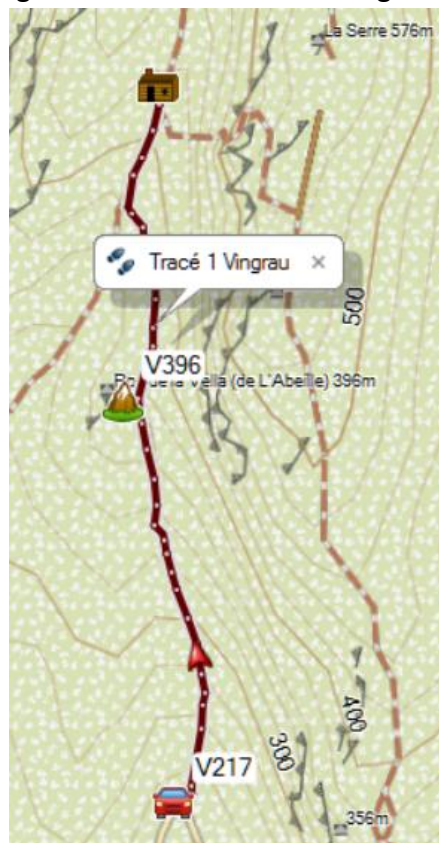 La Serre 576m
Tracé 1 Vingrau ×
500
V396
de la Vella (de L'Abeille) 396m
V217
300
400
356m